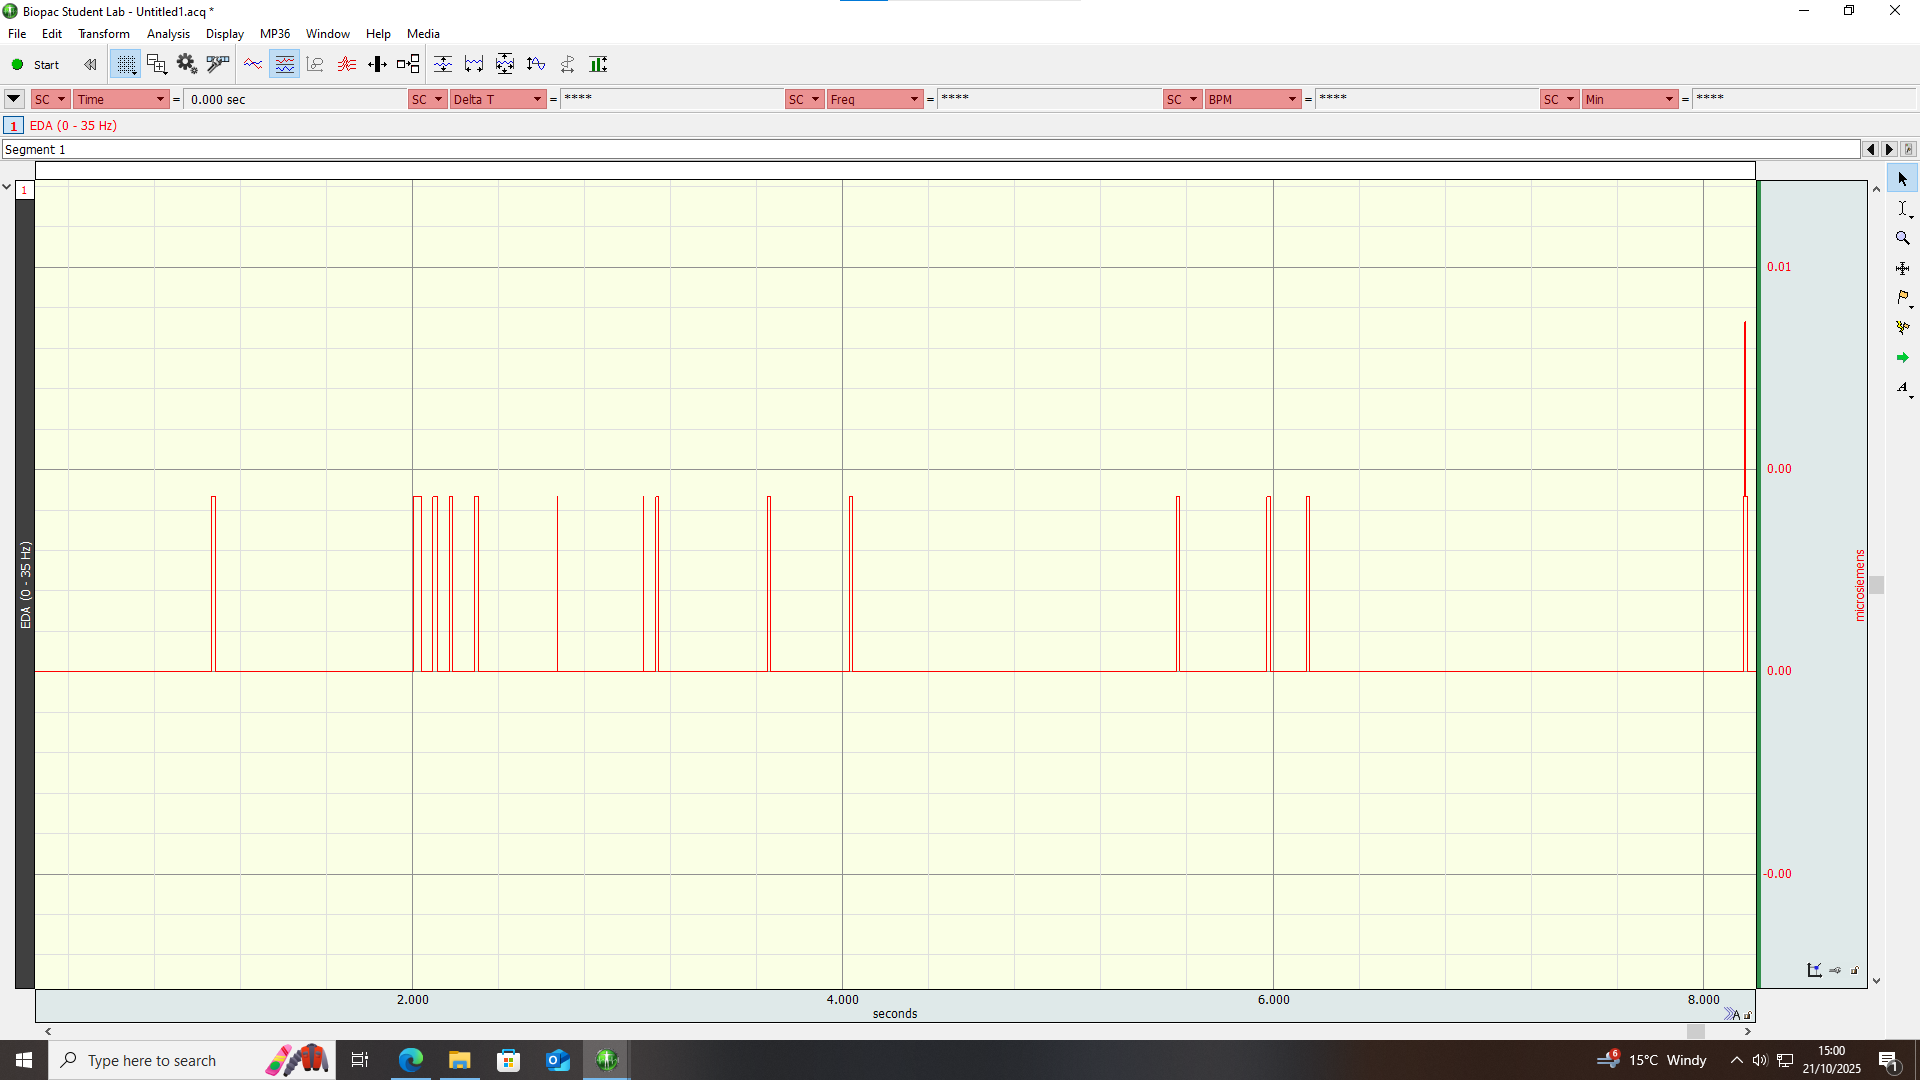 Biopac Student Lab - Untitled1.acq *
File Edit Transform Analysis Display MP36 Window Help Media
Start
SC Time = 0.000 sec SC Delta T = **** SC Freq = **** SC BPM = **** SC Min = ****
1 EDA (0 - 35 Hz)
Segment 1
1
EDA (0 - 35 Hz)
0.01
0.00
0.00
-0.00
microsiemens
2.000 4.000 6.000 8.000
seconds
A
Type here to search
6 15°C Windy
15:00
21/10/2025
1